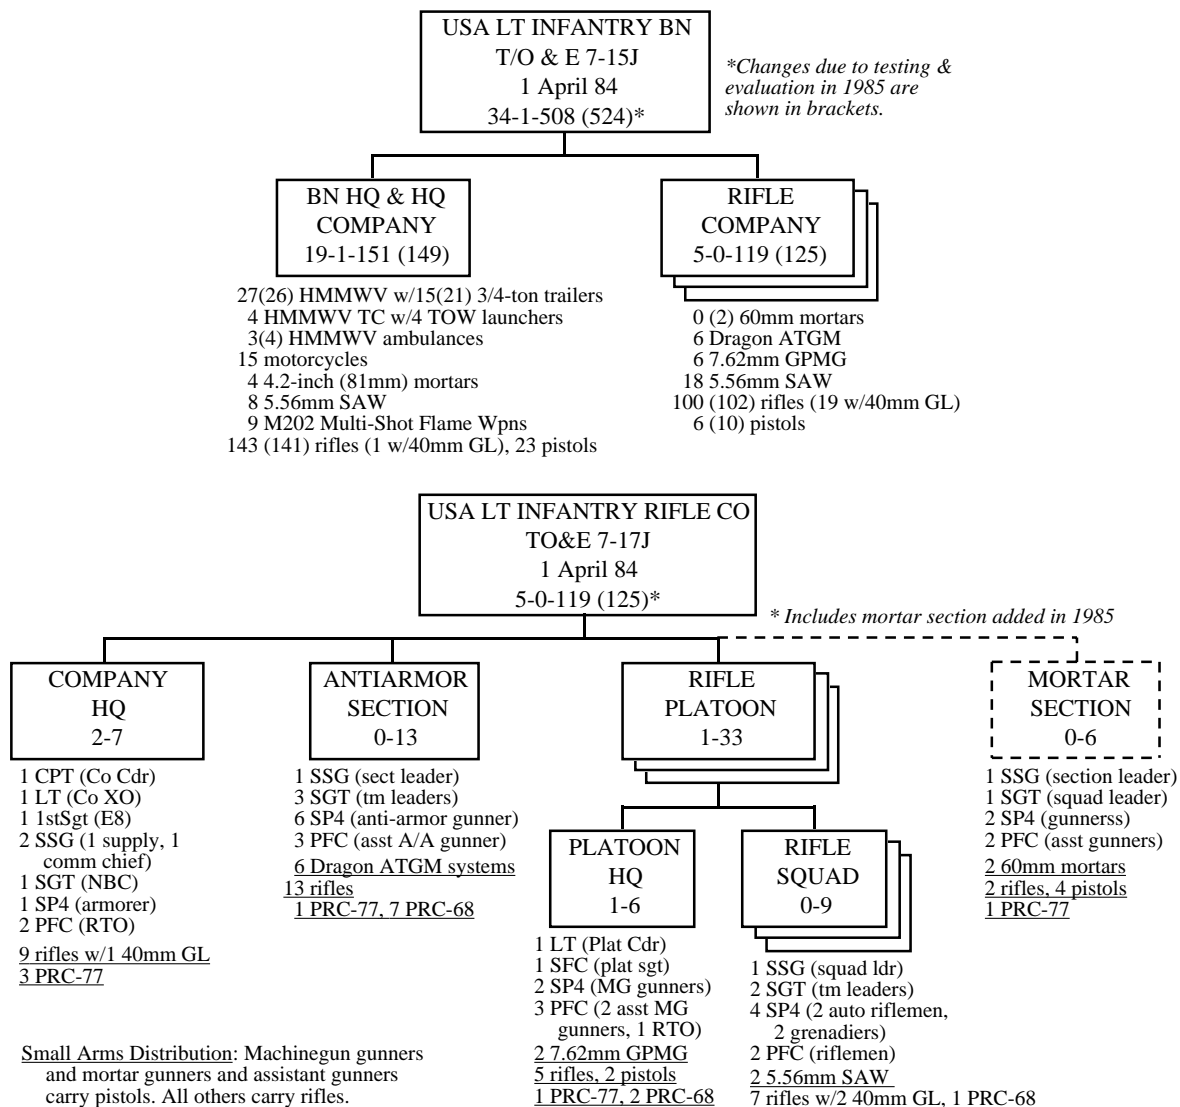 USA LT INFANTRY BN
T/O & E 7-15J
1 April 84
34-1-508 (524)*
*Changes due to testing &
evaluation in 1985 are
shown in brackets.
BN HQ & HQ
COMPANY
19-1-151 (149)
27(26) HMMWV w/15(21) 3/4-ton trailers
4 HMMWV TC w/4 TOW launchers
3(4) HMMWV ambulances
15 motorcycles
4 4.2-inch (81mm) mortars
8 5.56mm SAW
9 M202 Multi-Shot Flame Wpns
143 (141) rifles (1 w/40mm GL), 23 pistols
RIFLE
COMPANY
5-0-119 (125)
0 (2) 60mm mortars
6 Dragon ATGM
6 7.62mm GPMG
18 5.56mm SAW
100 (102) rifles (19 w/40mm GL)
6 (10) pistols
USA LT INFANTRY RIFLE CO
TO&E 7-17J
1 April 84
5-0-119 (125)*
* Includes mortar section added in 1985
COMPANY
HQ
2-7
1 CPT (Co Cdr)
1 LT (Co XO)
1 1stSgt (E8)
2 SSG (1 supply, 1
comm chief)
1 SGT (NBC)
1 SP4 (armorer)
2 PFC (RTO)
9 rifles w/1 40mm GL
3 PRC-77
ANTIARMOR
SECTION
0-13
1 SSG (sect leader)
3 SGT (tm leaders)
6 SP4 (anti-armor gunner)
3 PFC (asst A/A gunner)
6 Dragon ATGM systems
13 rifles
1 PRC-77, 7 PRC-68
RIFLE
PLATOON
1-33
PLATOON
HQ
1-6
1 LT (Plat Cdr)
1 SFC (plat sgt)
2 SP4 (MG gunners)
3 PFC (2 asst MG
gunners, 1 RTO)
2 7.62mm GPMG
5 rifles, 2 pistols
1 PRC-77, 2 PRC-68
RIFLE
SQUAD
0-9
1 SSG (squad ldr)
2 SGT (tm leaders)
4 SP4 (2 auto riflemen,
2 grenadiers)
2 PFC (riflemen)
2 5.56mm SAW
7 rifles w/2 40mm GL, 1 PRC-68
MORTAR
SECTION
0-6
1 SSG (section leader)
1 SGT (squad leader)
2 SP4 (gunnerss)
2 PFC (asst gunners)
2 60mm mortars
2 rifles, 4 pistols
1 PRC-77
Small Arms Distribution: Machinegun gunners
and mortar gunners and assistant gunners
carry pistols. All others carry rifles.